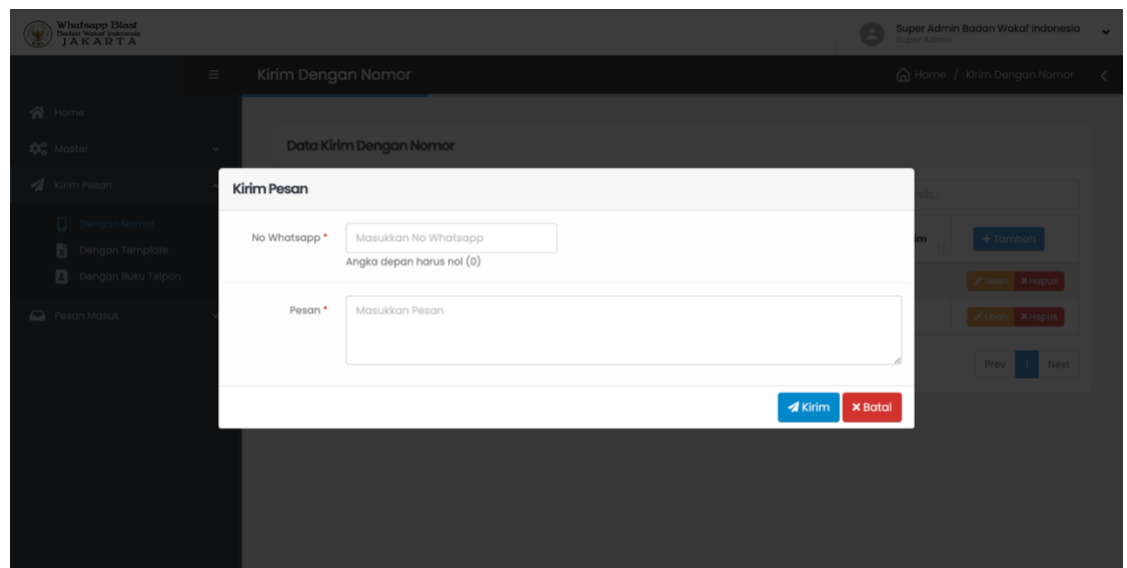 Whatsapp Blast
Badan Wakaf Indonesia
JAKARTA
Super Admin Badan Wakaf Indonesia
Super Admin
Kirim Dengan Nomor
Home / Kirim Dengan Nomor
Home
Master
Kirim Pesan
Dengan Nomor
Dengan Template
Dengan Buku Telpon
Pesan Masuk
Data Kirim Dengan Nomor
Kirim Pesan
No Whatsapp *
Masukkan No Whatsapp
Angka depan harus nol (0)
Pesan *
Masukkan Pesan
Kirim
Batal
+ Tambah
Ubah
Hapus
Ubah
Hapus
Prev 1 Next